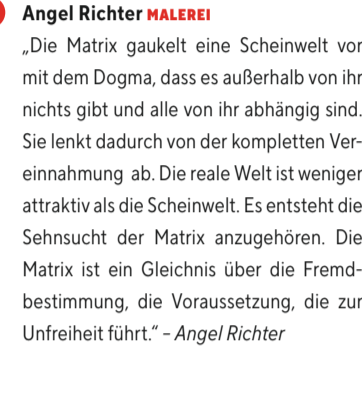 Angel Richter MALEREI
„Die Matrix gaukelt eine Scheinwelt vor
mit dem Dogma, dass es außerhalb von ihr
nichts gibt und alle von ihr abhängig sind.
Sie lenkt dadurch von der kompletten Ver-
einnahmung ab. Die reale Welt ist weniger
attraktiv als die Scheinwelt. Es entsteht die
Sehnsucht der Matrix anzugehören. Die
Matrix ist ein Gleichnis über die Fremd-
bestimmung, die Voraussetzung, die zur
Unfreiheit führt.“ – Angel Richter